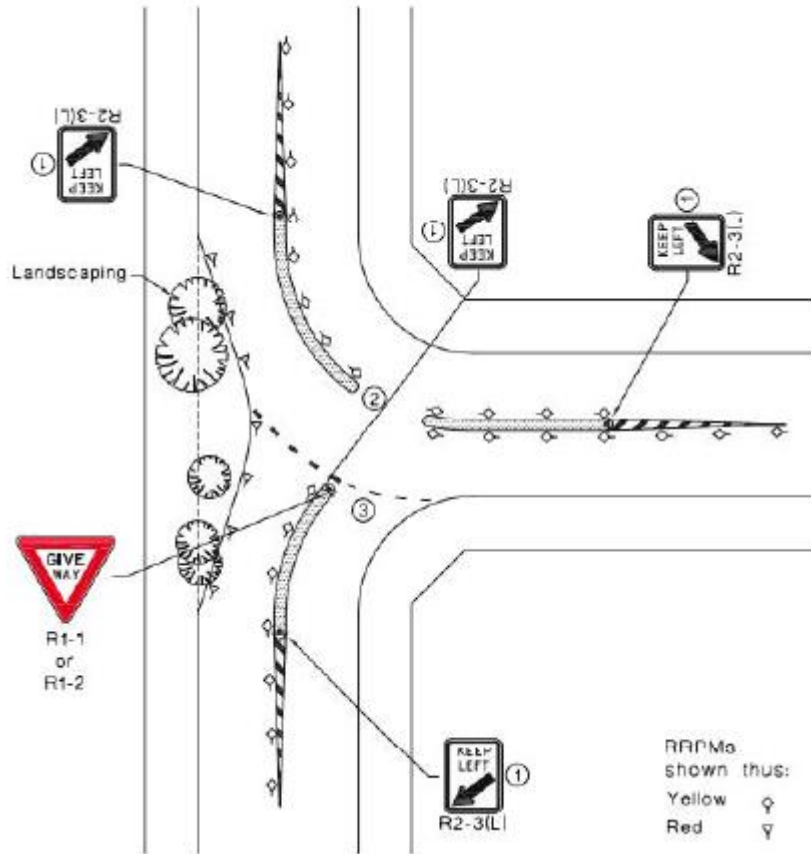 R2-3(L)
KEEP
LEFT
1
R2-3(L)
KEEP
LEFT
1
1
KEEP
LEFT
R2-3(L)
Landscaping
2
3
GIVE
WAY
R1-1
or
R1-2
KEEP
LEFT
1
R2-3(L)
RRPMs
shown thus:
Yellow
Red